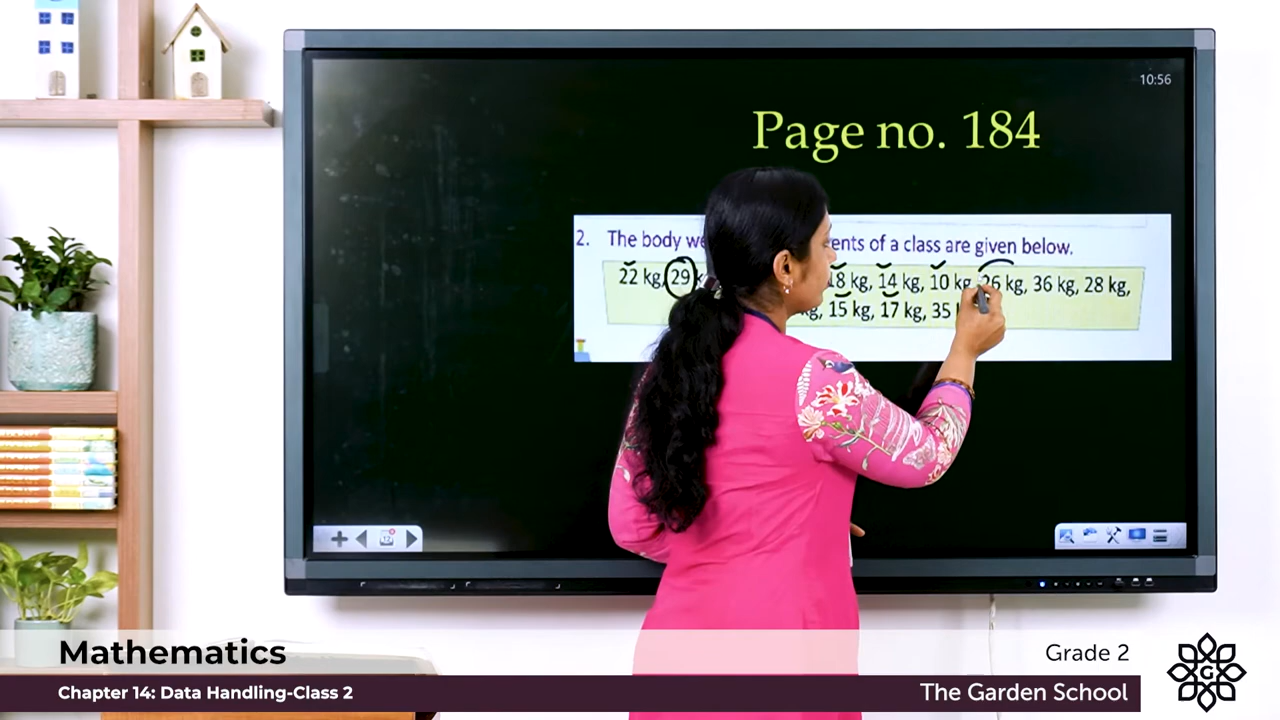 10:56
Page no. 184
2. The body we ents of a class are given below.
22 kg, 29 18 kg, 14 kg, 10 kg, 26 kg, 36 kg, 28 kg,
kg, 15 kg, 17 kg, 35
12
Mathematics
Grade 2
G
Chapter 14: Data Handling-Class 2
The Garden School